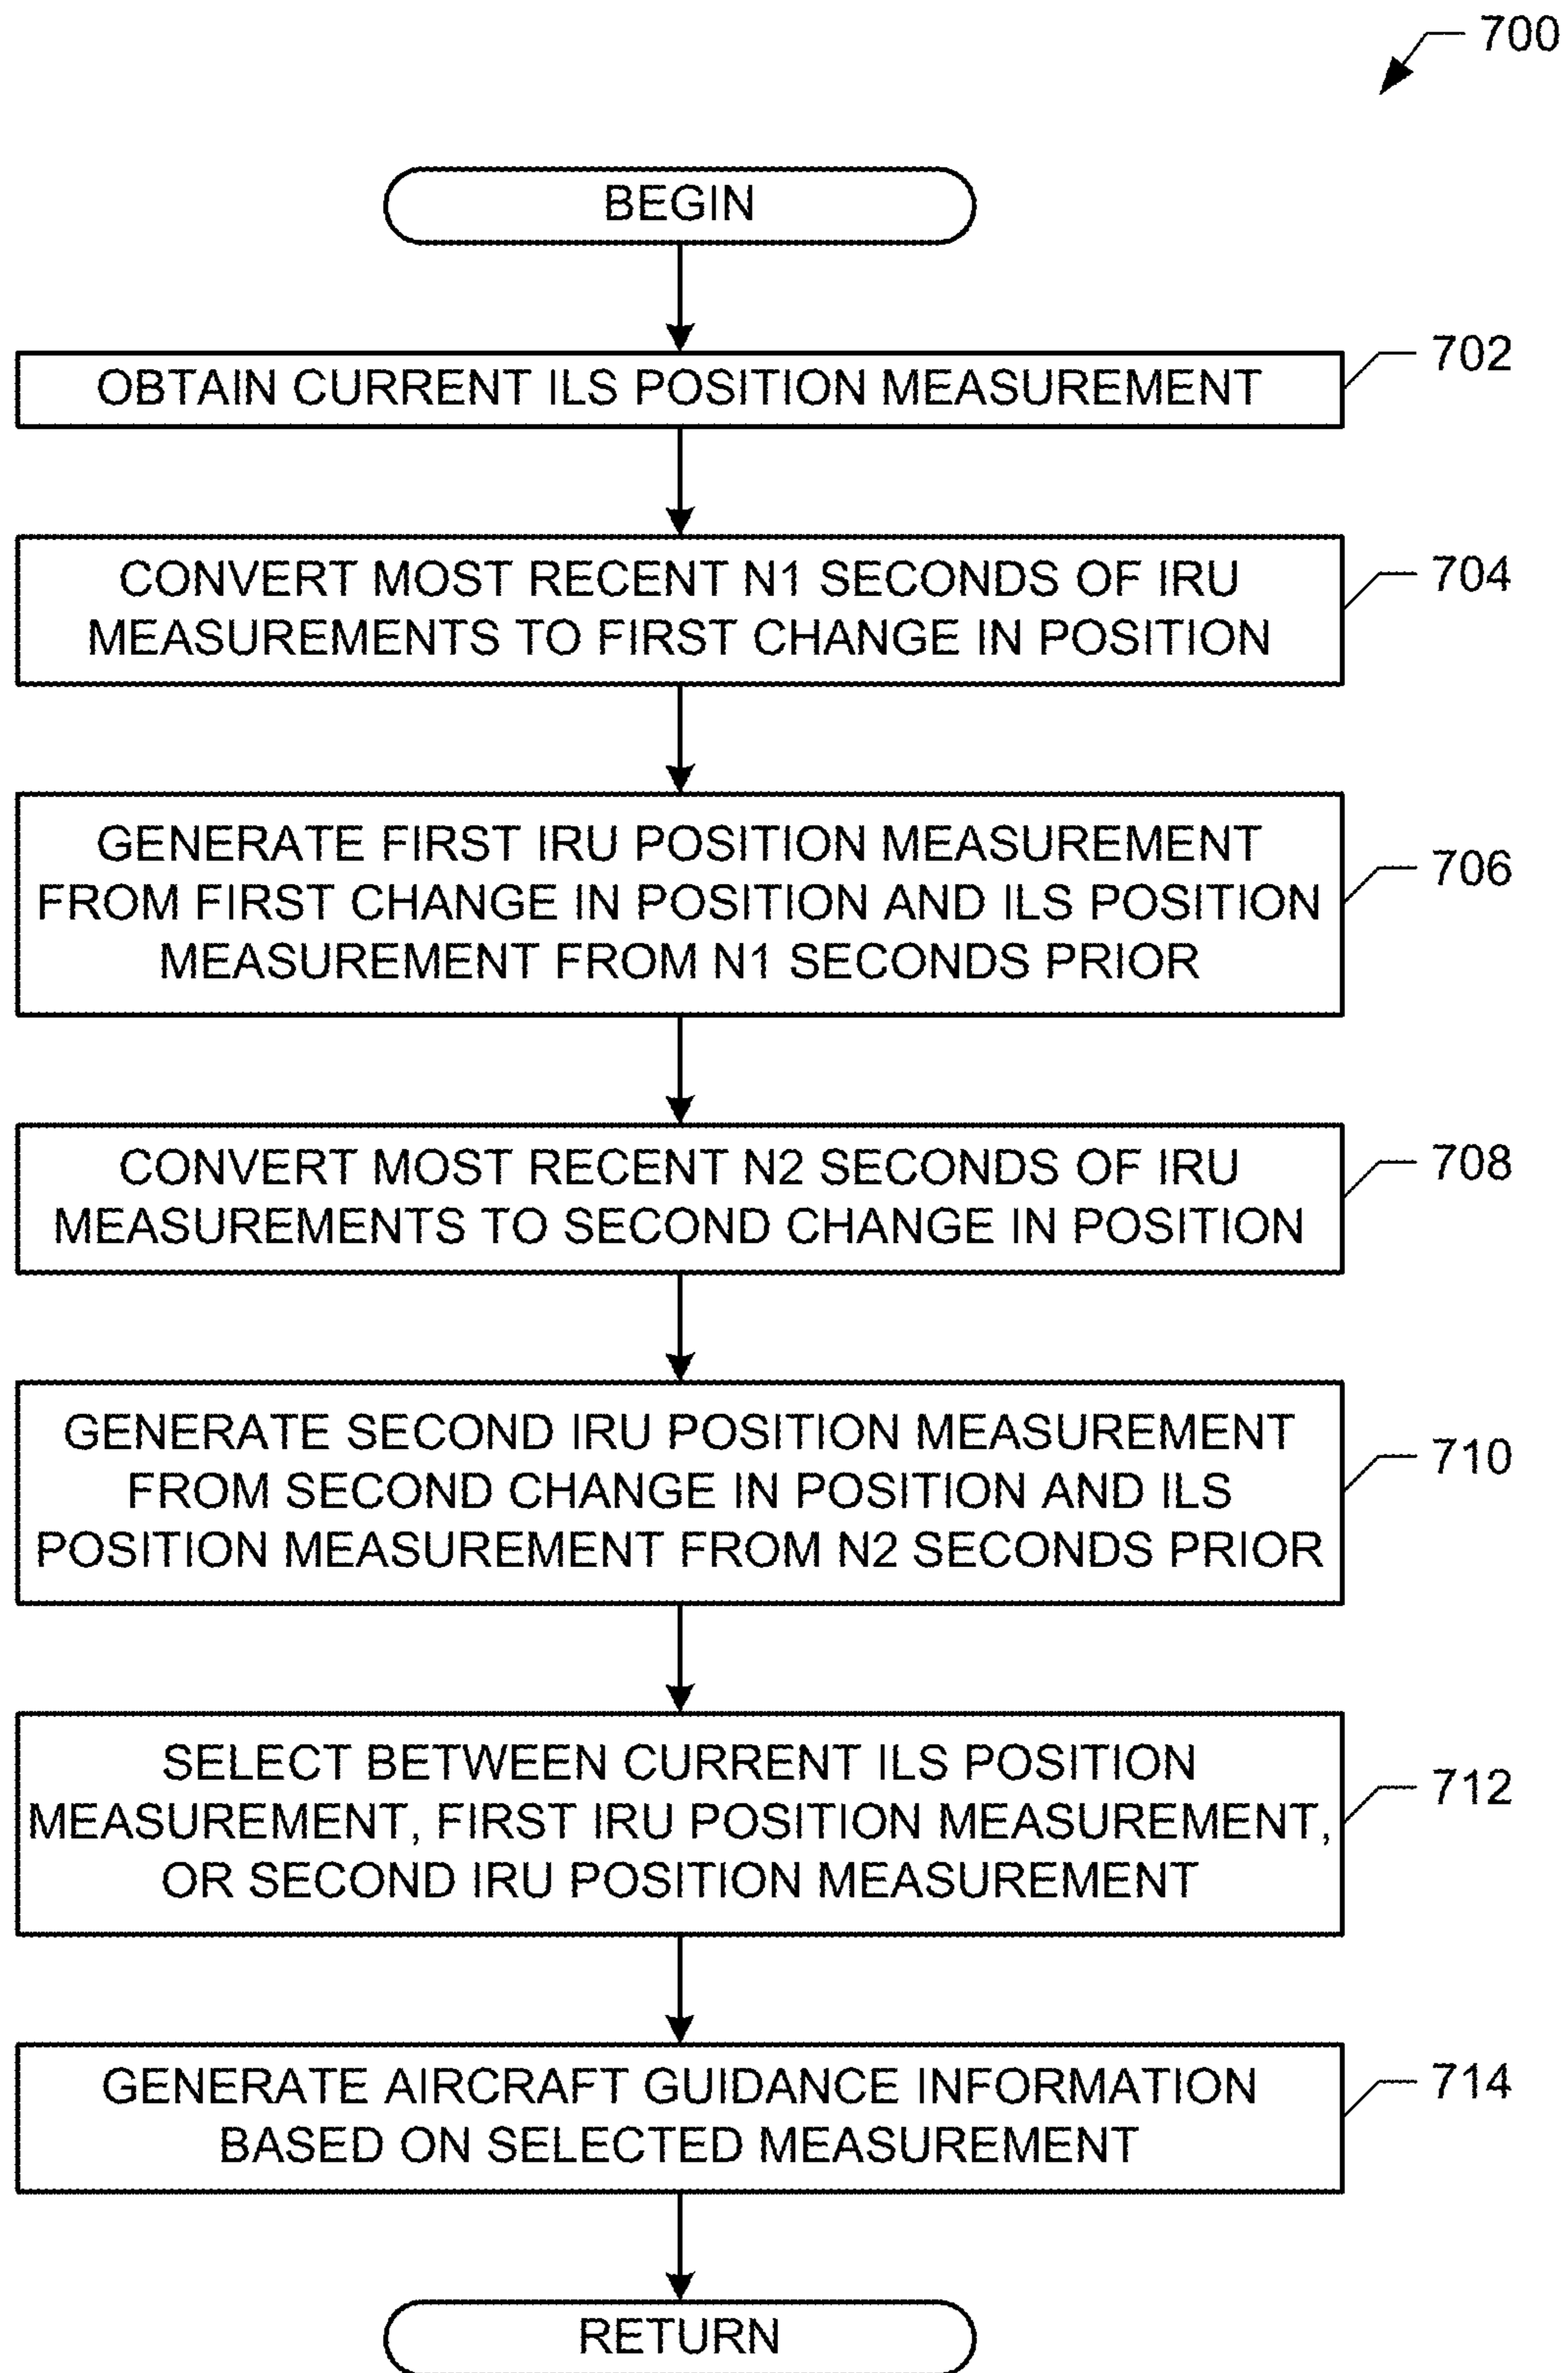 700
BEGIN
OBTAIN CURRENT ILS POSITION MEASUREMENT
702
CONVERT MOST RECENT N1 SECONDS OF IRU
MEASUREMENTS TO FIRST CHANGE IN POSITION
704
GENERATE FIRST IRU POSITION MEASUREMENT
FROM FIRST CHANGE IN POSITION AND ILS POSITION
MEASUREMENT FROM N1 SECONDS PRIOR
706
CONVERT MOST RECENT N2 SECONDS OF IRU
MEASUREMENTS TO SECOND CHANGE IN POSITION
708
GENERATE SECOND IRU POSITION MEASUREMENT
FROM SECOND CHANGE IN POSITION AND ILS
POSITION MEASUREMENT FROM N2 SECONDS PRIOR
710
SELECT BETWEEN CURRENT ILS POSITION
MEASUREMENT, FIRST IRU POSITION MEASUREMENT,
OR SECOND IRU POSITION MEASUREMENT
712
GENERATE AIRCRAFT GUIDANCE INFORMATION
BASED ON SELECTED MEASUREMENT
714
RETURN